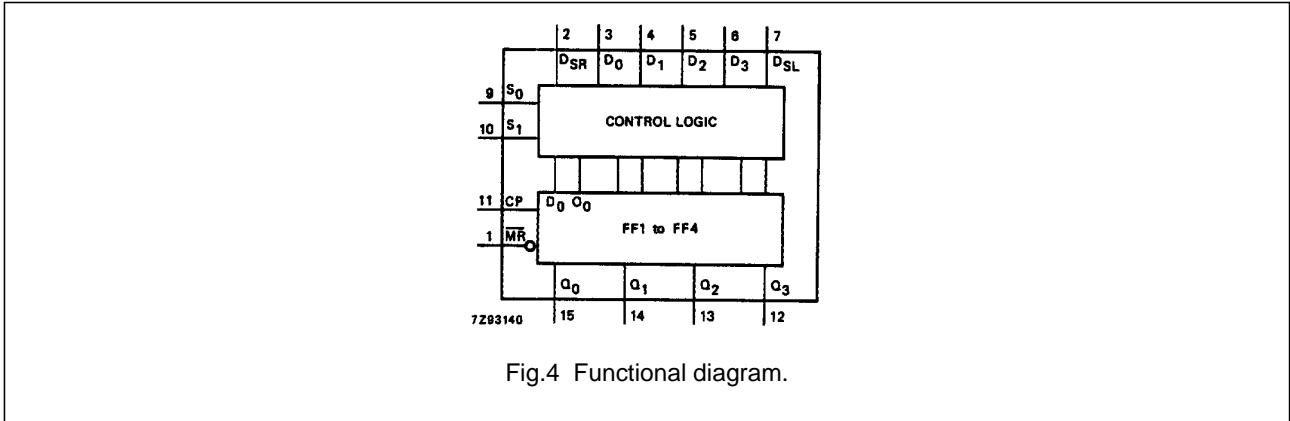 2 3 4 5 6 7
DSR D0 D1 D2 D3 DSL
9 S0
CONTROL LOGIC
10 S1
11 CP D0 O0
FF1 to FF4
1 MR
Q0 Q1 Q2 Q3
7Z93140 15 14 13 12
Fig.4 Functional diagram.